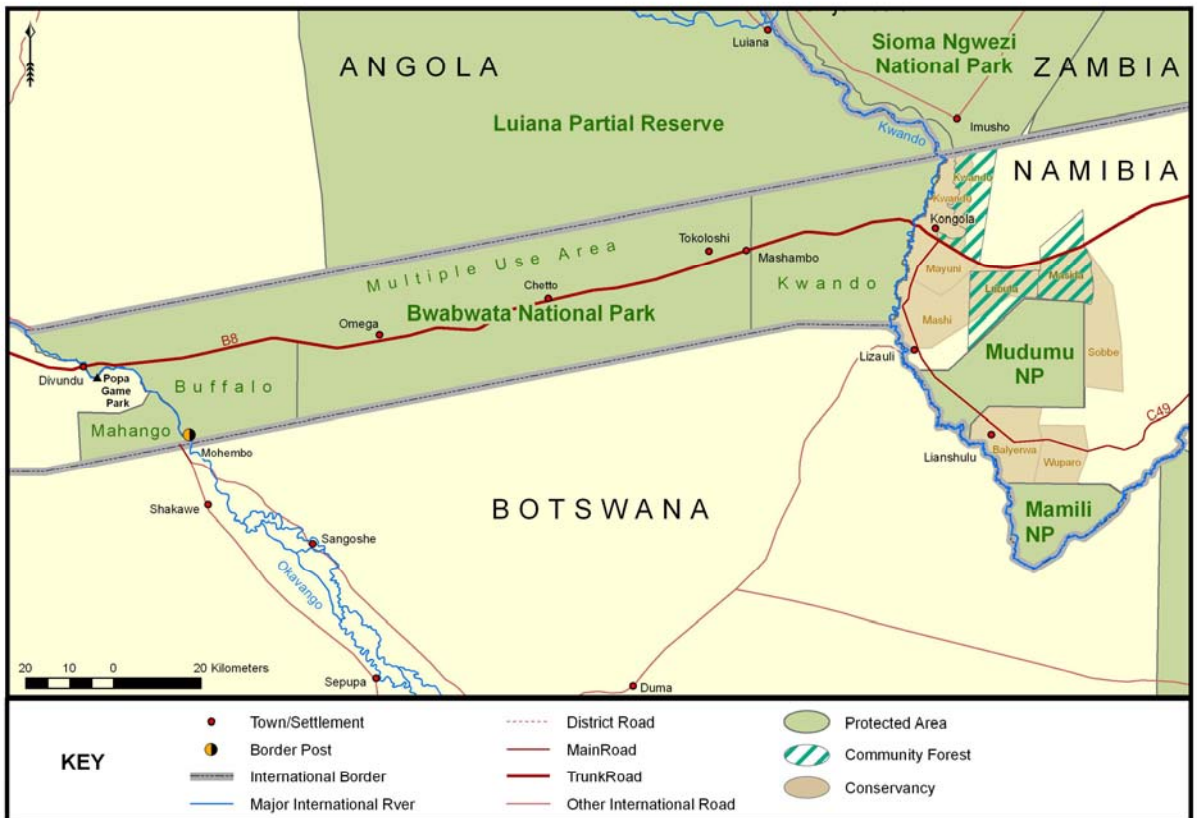 Luiana
Sioma Ngwezi
National Park
ANGOLA
ZAMBIA
Luiana Partial Reserve
Kwando
Imusho
NAMIBIA
Kwando
Kwando
Kongola
Tokoloshi
Mashambo
Multiple Use Area
Kwando
Mayuni
Lubuta
Masida
Chetto
Bwabwata National Park
Mashi
Omega
B8
Lizauli
Mudumu
NP
Sobbe
Divundu
Popa
Game
Park
Buffalo
C49
Mahango
Mohembo
Lianshulu
Balyerwa
Wuparo
Shakawe
BOTSWANA
Mamili
NP
Sangoshe
Okavango
20 10 0 20 Kilometers
Sepupa
Duma
KEY
Town/Settlement
Border Post
International Border
Major International Rver
District Road
MainRoad
TrunkRoad
Other International Road
Protected Area
Community Forest
Conservancy